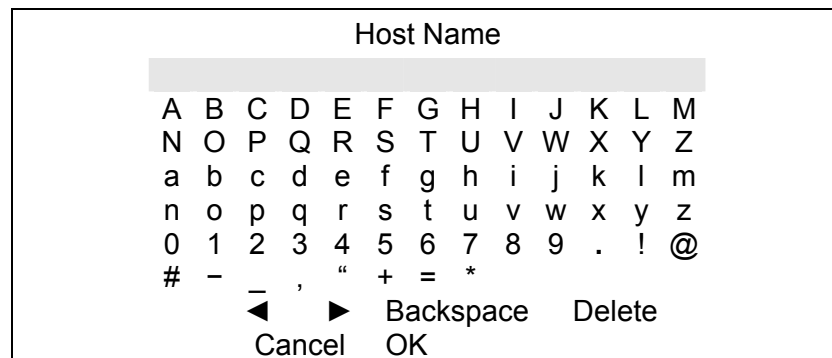 Host Name
A B C D E F G H I J K L M
N O P Q R S T U V W X Y Z
a b c d e f g h i j k l m
n o p q r s t u v w x y z
0 1 2 3 4 5 6 7 8 9 . ! @
# − _ , “ + = *
◄ ► Backspace Delete
Cancel OK